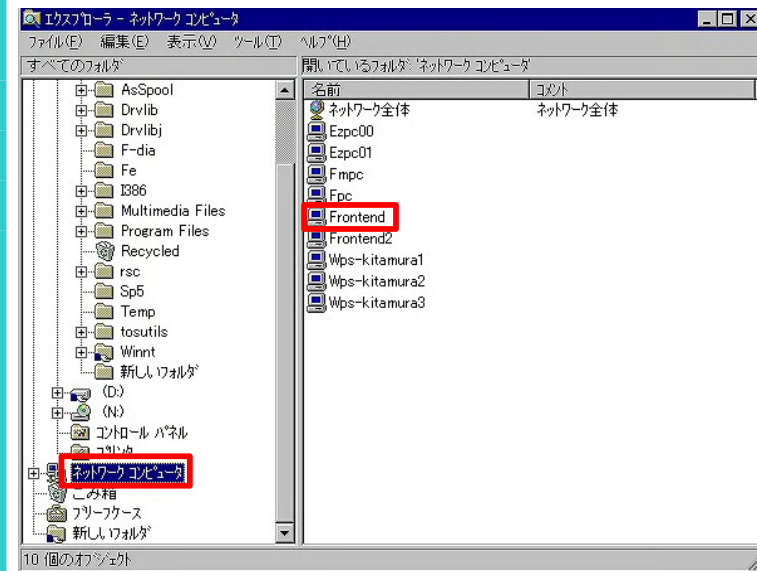 エクスプローラ - ネットワーク コンピュータ
ファイル(F) 編集(E) 表示(V) ツール(T) ヘルプ(H)
すべてのフォルダ
開いているフォルダ: 'ネットワーク コンピュータ'
AsSpool
Drvlib
Drvlibj
F-dia
Fe
I386
Multimedia Files
Program Files
Recycled
rsc
Sp5
Temp
tosutils
Winnt
新しいフォルダ
(D:)
(N:)
コントロール パネル
プリンタ
ネットワーク コンピュータ
ごみ箱
ブリーフケース
新しいフォルダ
名前 コメント
ネットワーク全体 ネットワーク全体
Ezpc00
Ezpc01
Fmpc
Fpc
Frontend
Frontend2
Wps-kitamura1
Wps-kitamura2
Wps-kitamura3
10 個のオブジェクト